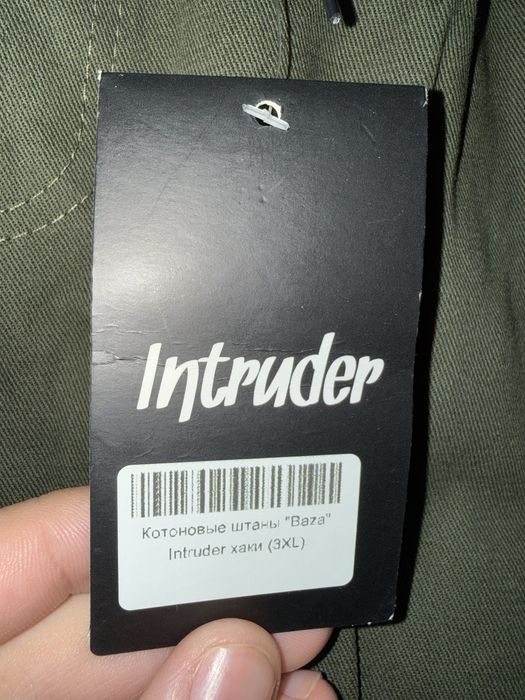 Intruder
Котоновые штаны "Baza"
Intruder хаки (3XL)